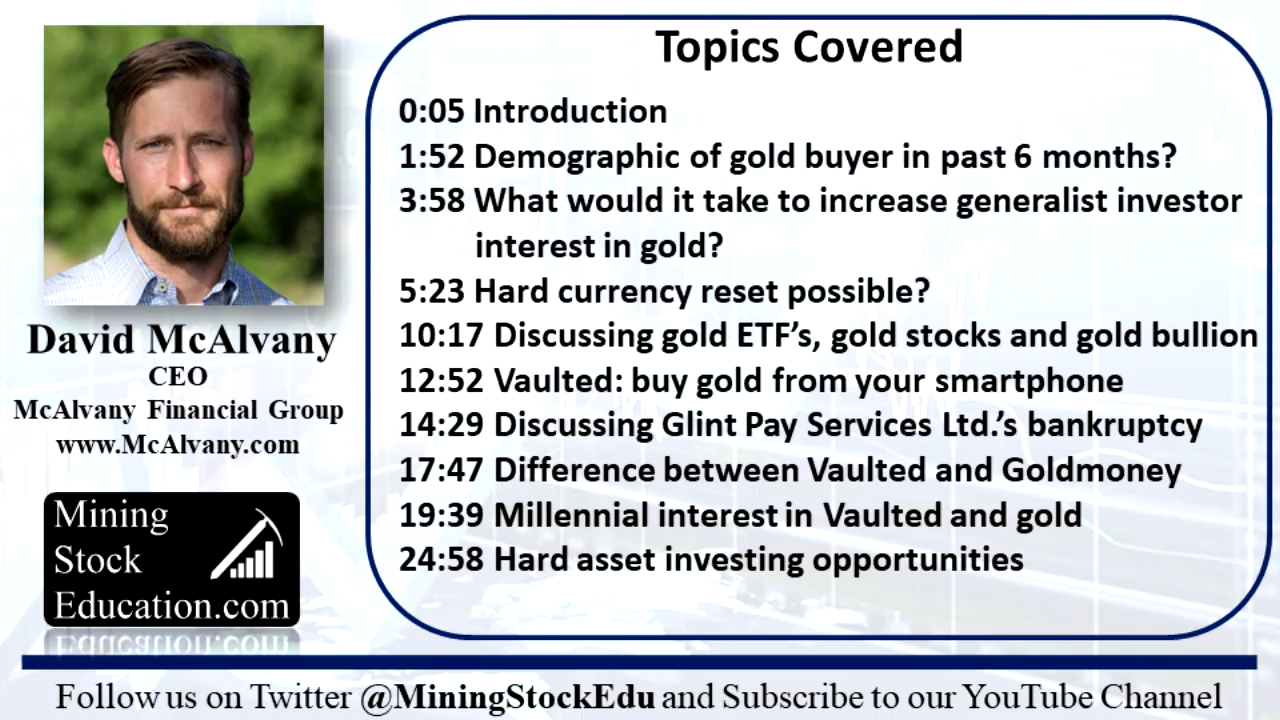 David McAlvany
CEO
McAlvany Financial Group
www.McAlvany.com
Mining
Stock
Education.com
Topics Covered
0:05 Introduction
1:52 Demographic of gold buyer in past 6 months?
3:58 What would it take to increase generalist investor
interest in gold?
5:23 Hard currency reset possible?
10:17 Discussing gold ETF’s, gold stocks and gold bullion
12:52 Vaulted: buy gold from your smartphone
14:29 Discussing Glint Pay Services Ltd.’s bankruptcy
17:47 Difference between Vaulted and Goldmoney
19:39 Millennial interest in Vaulted and gold
24:58 Hard asset investing opportunities
Follow us on Twitter @MiningStockEdu and Subscribe to our YouTube Channel